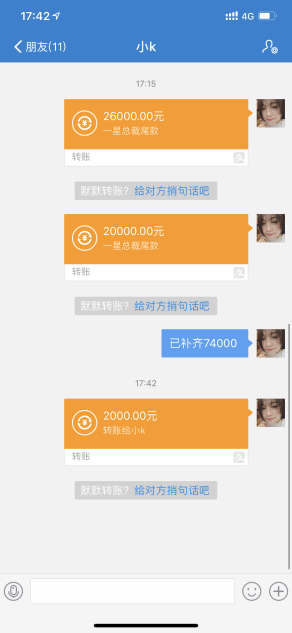 17:42
4G
朋友(11)
小k
17:15
26000.00元
一星总裁尾款
转账
默默转账？ 给对方捎句话吧
20000.00元
一星总裁尾款
转账
默默转账？ 给对方捎句话吧
已补齐74000
17:42
2000.00元
转账给小k
转账
默默转账？ 给对方捎句话吧